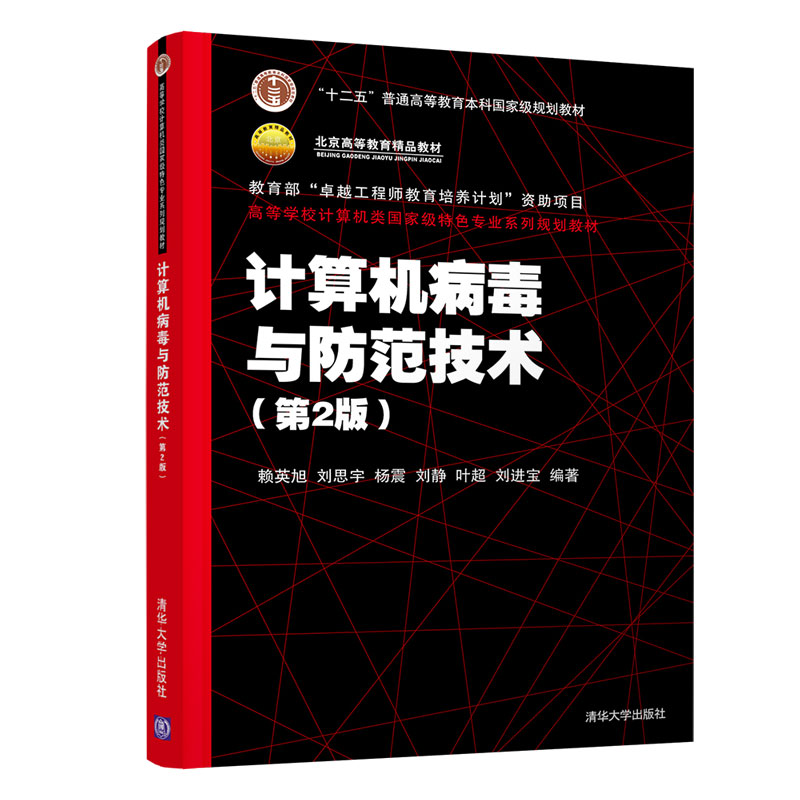 高等学校计算机类国家级特色专业系列规划教材
计算机病毒与防范技术
(第2版)
清华大学出版社
“十二五”普通高等教育本科国家级规划教材
北京高等教育精品教材
BEIJING GAODENG JIAOYU JINGPIN JIAOCAI
教育部“卓越工程师教育培养计划”资助项目
高等学校计算机类国家级特色专业系列规划教材
计算机病毒
与防范技术
(第2版)
赖英旭 刘思宇 杨震 刘静 叶超 刘进宝 编著
清华大学出版社